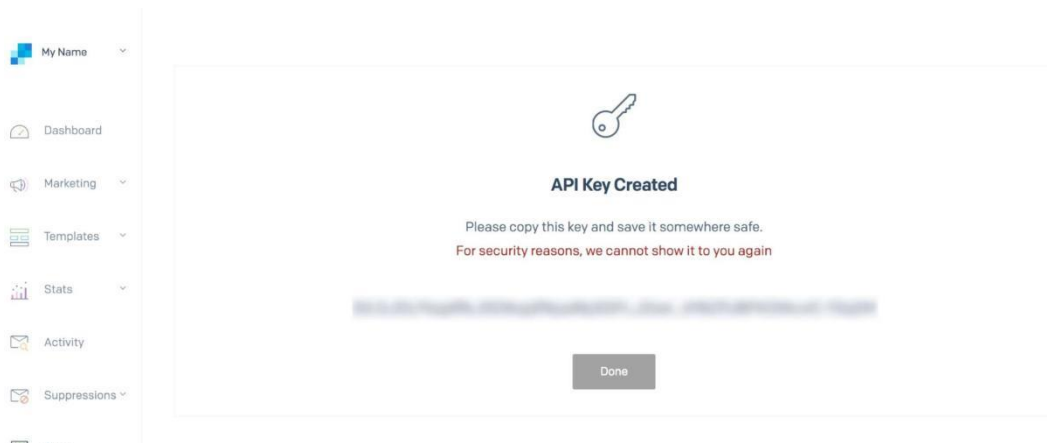 My Name
Dashboard
Marketing
Templates
Stats
Activity
Suppressions
API Key Created
Please copy this key and save it somewhere safe.
For security reasons, we cannot show it to you again
Done